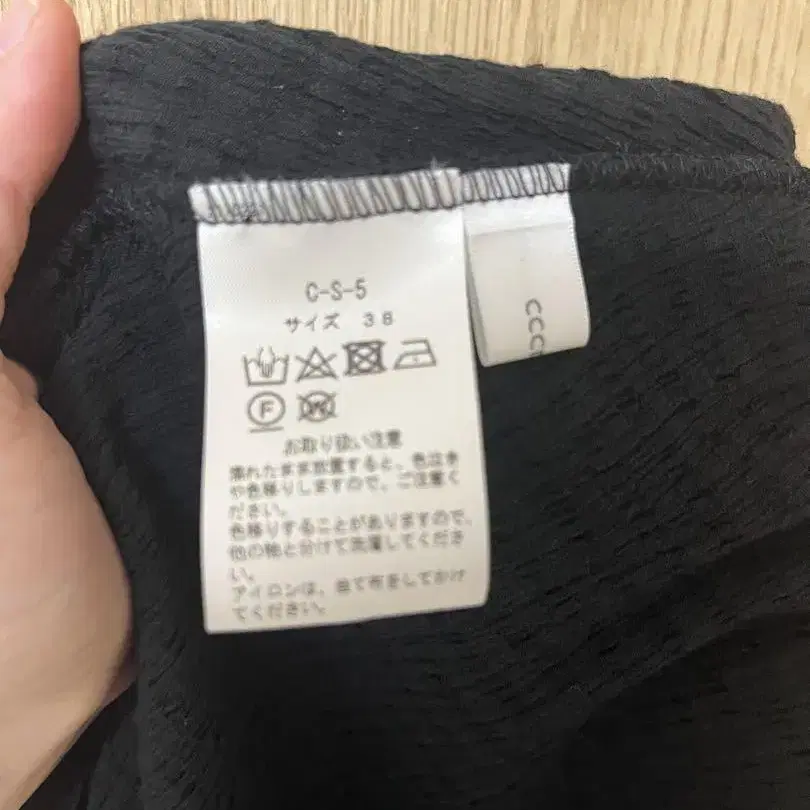 C-S-5
サイズ 38
F
W
お取り扱い注意
濡れたまま放置すると、色泣き
や色移りしますので、ご注意く
ださい。
色移りすることがありますので、
他の物と分けて洗濯してくださ
い。
アイロンは、当て布をしてかけ
てください。
CCC